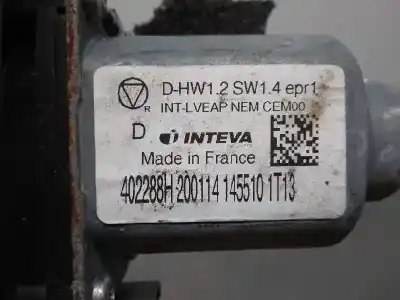 D-HW1.2 SW1.4 epr1
R INT-LVEAP NEM CEM00
D INTEVA
Made in France
402288H 200114 145510 1T13